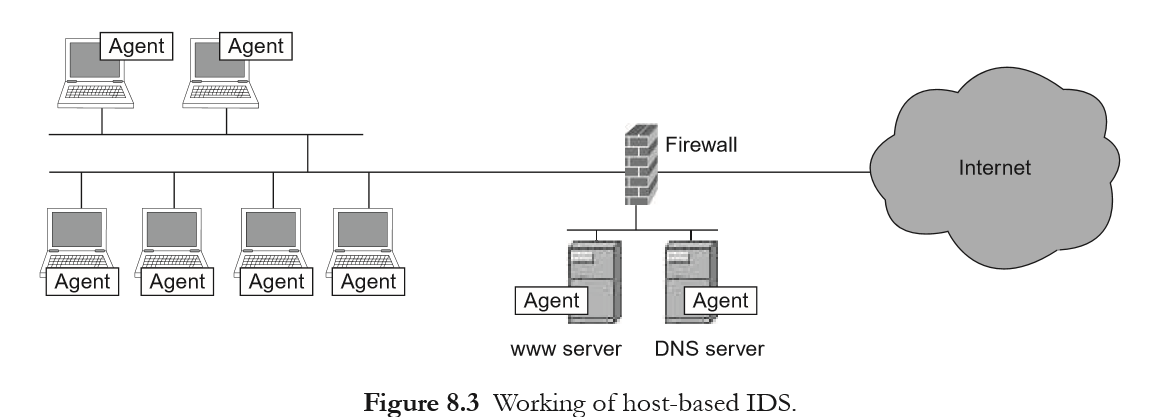 Agent
Agent
Firewall
Internet
Agent
Agent
Agent
Agent
Agent
Agent
www server
DNS server
Figure 8.3 Working of host-based IDS.